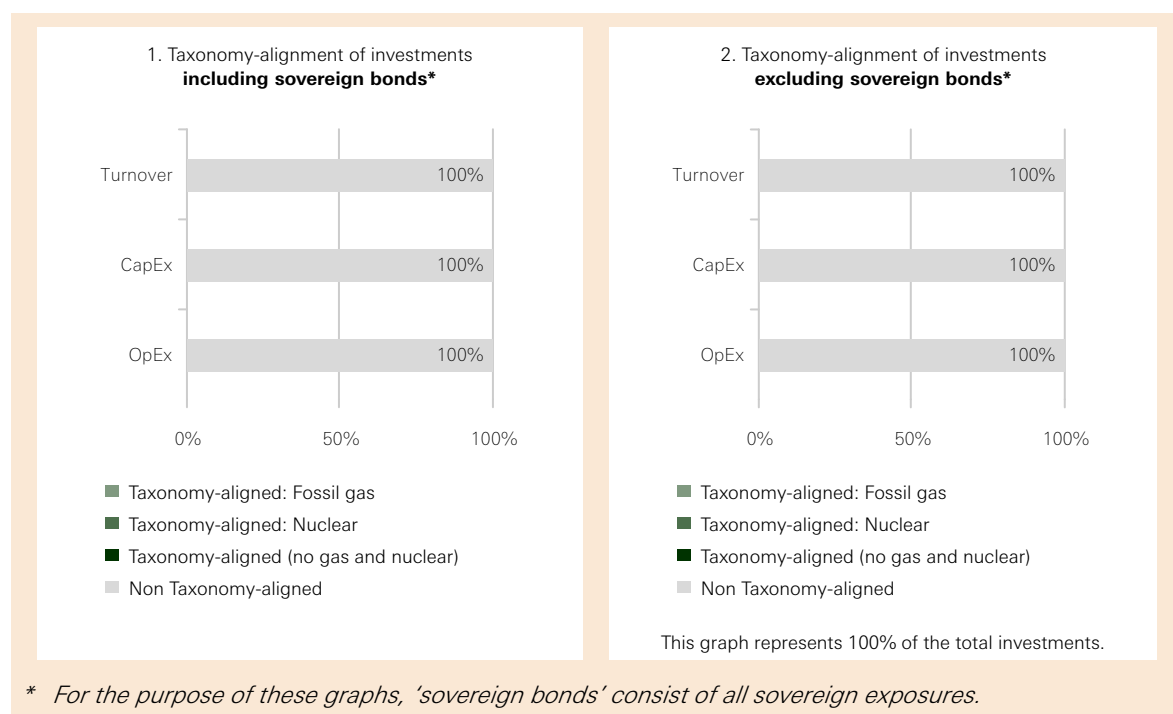 1. Taxonomy-alignment of investments
including sovereign bonds*
Turnover
100%
CapEx
100%
OpEx
100%
0%
50%
100%
Taxonomy-aligned: Fossil gas
Taxonomy-aligned: Nuclear
Taxonomy-aligned (no gas and nuclear)
Non Taxonomy-aligned
2. Taxonomy-alignment of investments
excluding sovereign bonds*
Turnover
100%
CapEx
100%
OpEx
100%
0%
50%
100%
Taxonomy-aligned: Fossil gas
Taxonomy-aligned: Nuclear
Taxonomy-aligned (no gas and nuclear)
Non Taxonomy-aligned
This graph represents 100% of the total investments.
* For the purpose of these graphs, ‘sovereign bonds’ consist of all sovereign exposures.